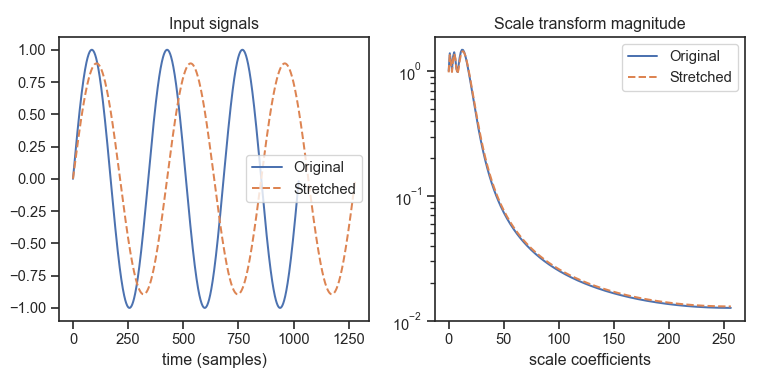 Input signals
1.00
0.75
0.50
0.25
0.00
−0.25
−0.50
−0.75
−1.00
0 250 500 750 1000 1250
time (samples)
Original
Stretched
Scale transform magnitude
10⁰
10⁻¹
10⁻²
0 50 100 150 200 250
scale coefficients
Original
Stretched